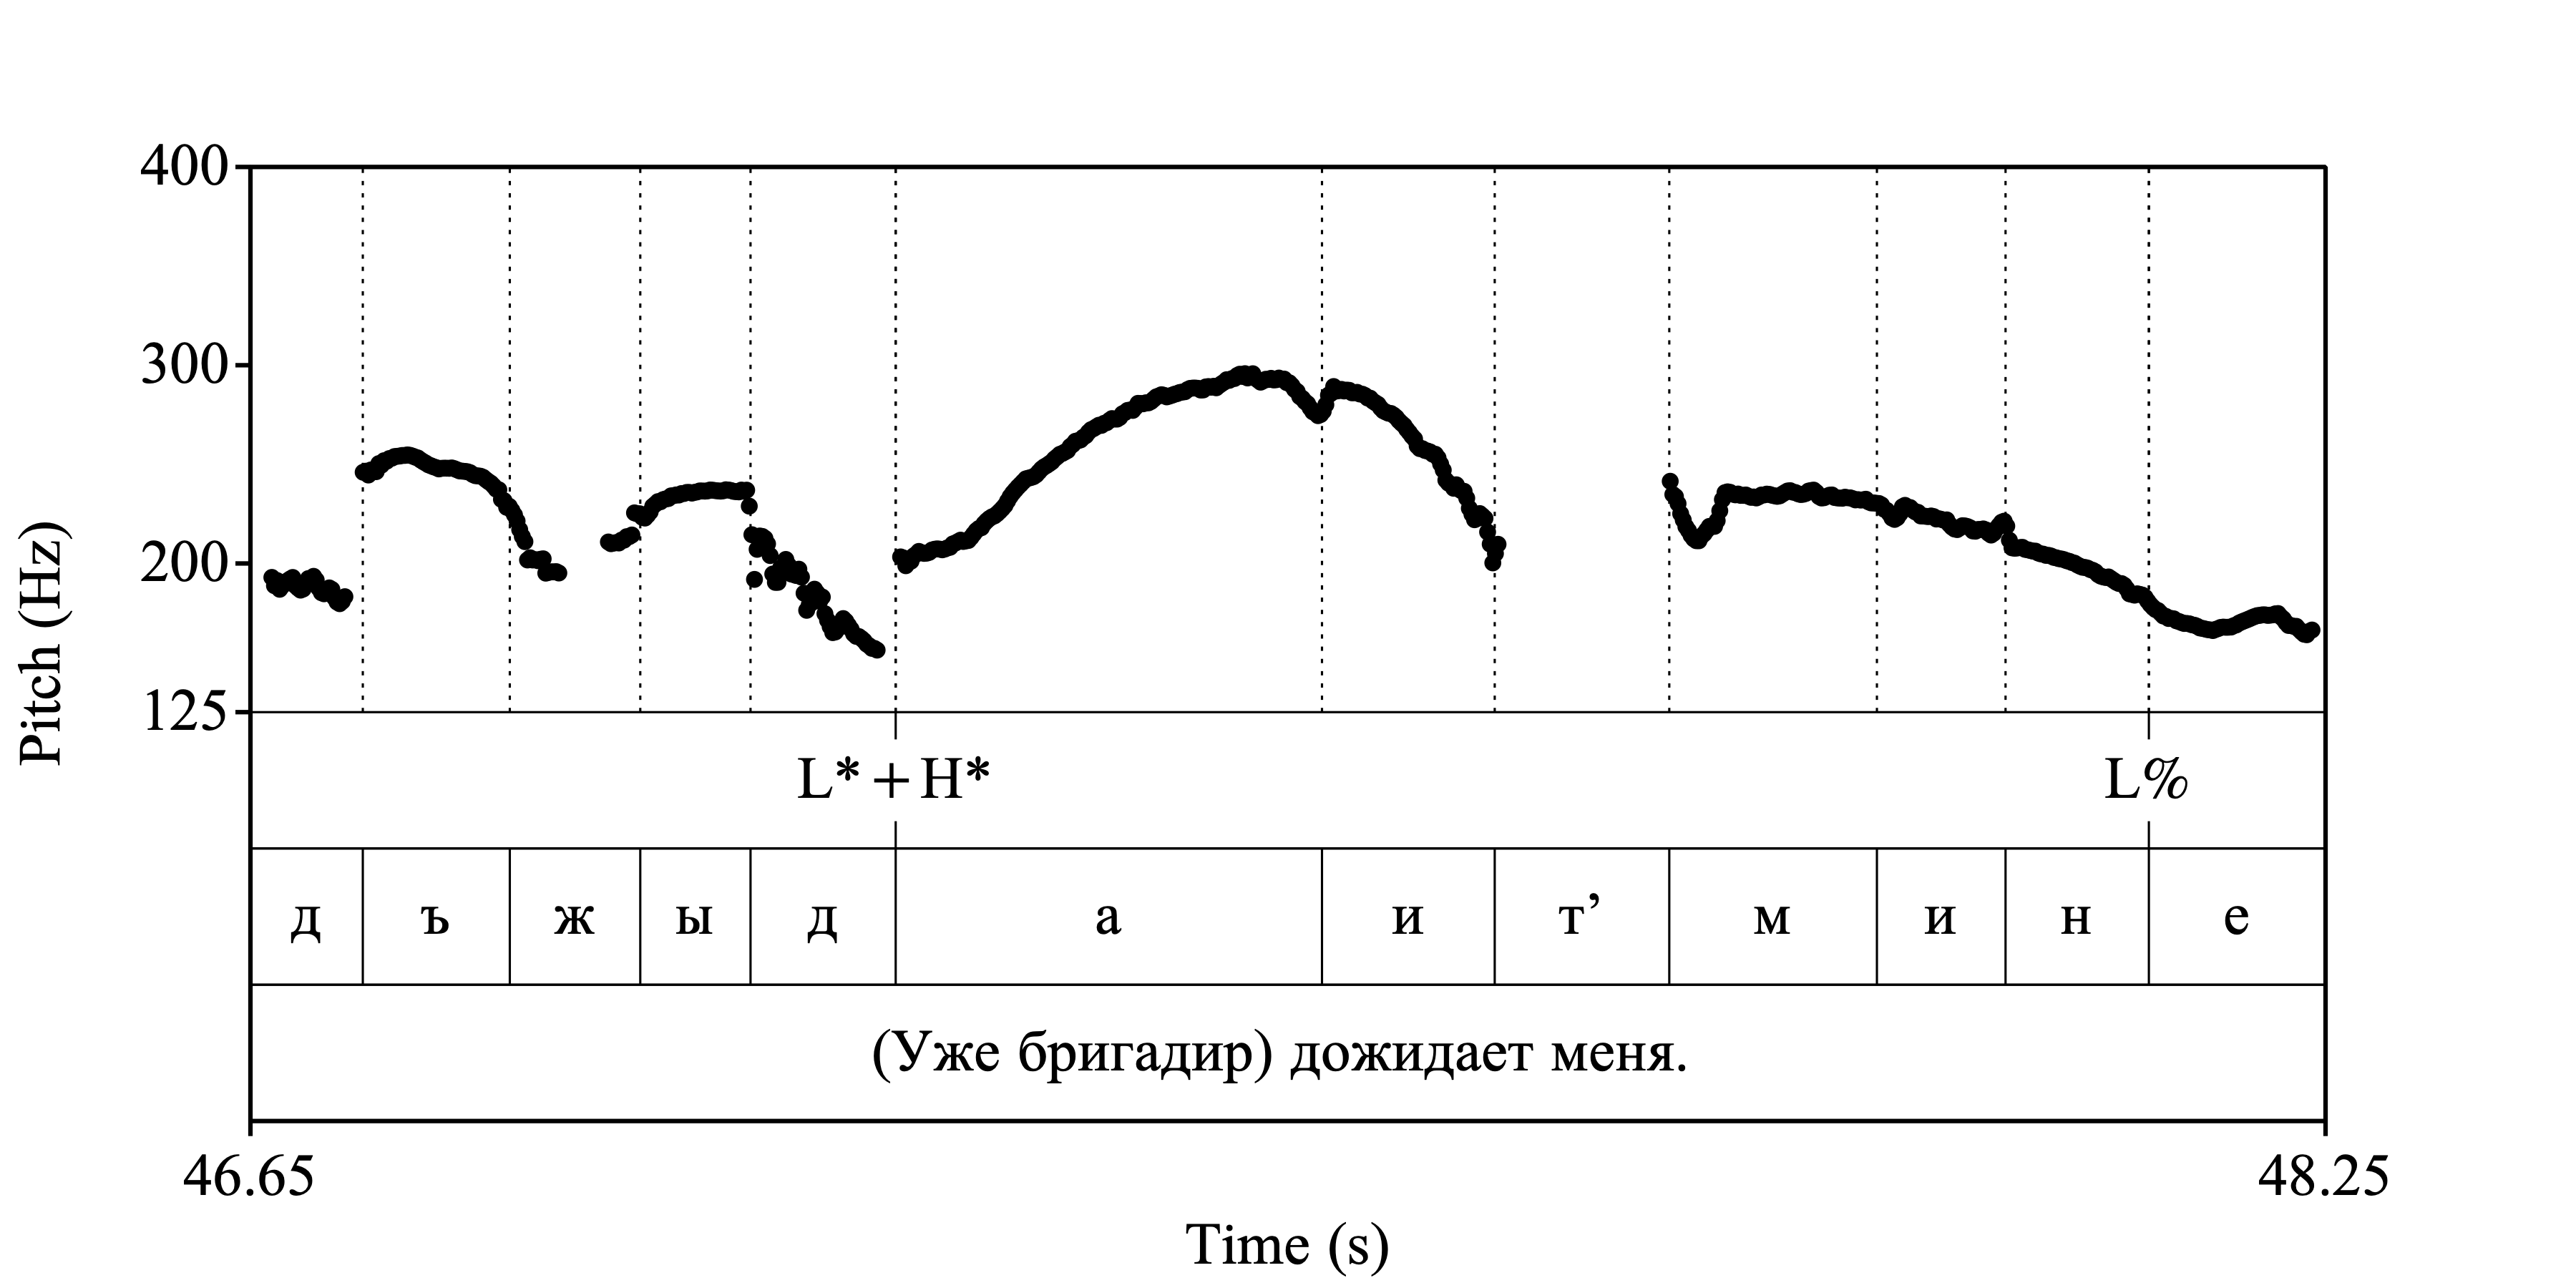 400
300
200
125
Pitch (Hz)
L* + H* L%
д ъ ж ы д а и т’ м и н е
(Уже бригадир) дожидает меня.
46.65 48.25
Time (s)